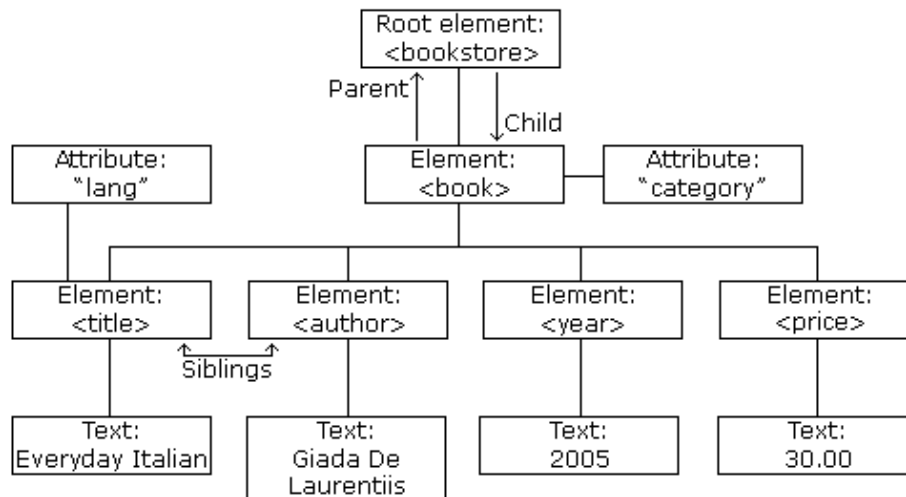 Root element:
<bookstore>
Parent
Child
Attribute:
"lang"
Element:
<book>
Attribute:
"category"
Element:
<title>
Element:
<author>
Element:
<year>
Element:
<price>
Siblings
Text:
Everyday Italian
Text:
Giada De
Laurentiis
Text:
2005
Text:
30.00